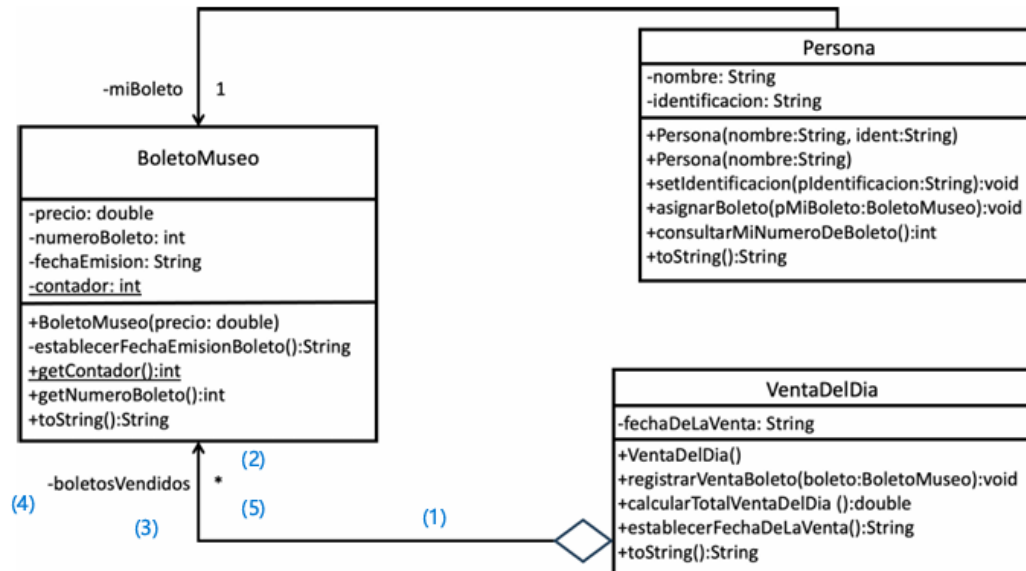 Persona
-nombre: String
-identificacion: String
+Persona(nombre:String, ident:String)
+Persona(nombre:String)
+setIdentificacion(pIdentificacion:String):void
+asignarBoleto(pMiBoleto:BoletoMuseo):void
+consultarMiNumeroDeBoleto():int
+toString():String
-miBoleto 1
BoletoMuseo
-precio: double
-numeroBoleto: int
-fechaEmision: String
-contador: int
+BoletoMuseo(precio: double)
-establecerFechaEmisionBoleto():String
+getContador():int
+getNumeroBoleto():int
+toString():String
VentaDelDia
-fechaDeLaVenta: String
+VentaDelDia()
+registrarVentaBoleto(boleto:BoletoMuseo):void
+calcularTotalVentaDelDia ():double
+establecerFechaDeLaVenta():String
+toString():String
(2)
-boletosVendidos *
(4) (3) (5) (1)